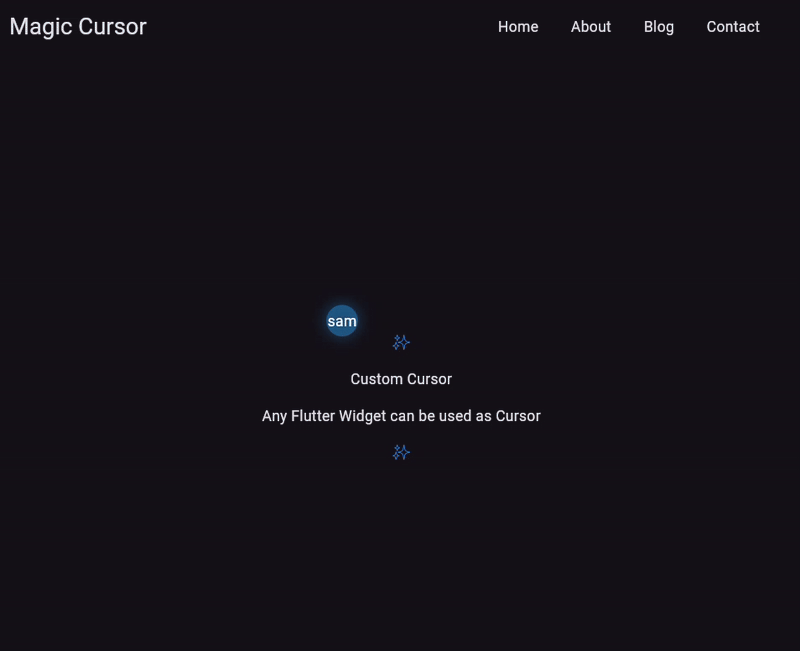 Magic Cursor
Home About Blog Contact
sam
Custom Cursor
Any Flutter Widget can be used as Cursor